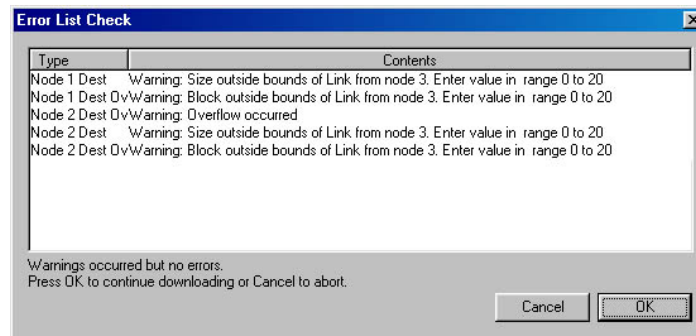 Error List Check
Type Contents
Node 1 Dest Warning: Size outside bounds of Link from node 3. Enter value in range 0 to 20
Node 1 Dest Ov Warning: Block outside bounds of Link from node 3. Enter value in range 0 to 20
Node 2 Dest Ov Warning: Overflow occurred
Node 2 Dest Warning: Size outside bounds of Link from node 3. Enter value in range 0 to 20
Node 2 Dest Ov Warning: Block outside bounds of Link from node 3. Enter value in range 0 to 20
Warnings occurred but no errors.
Press OK to continue downloading or Cancel to abort.
Cancel OK